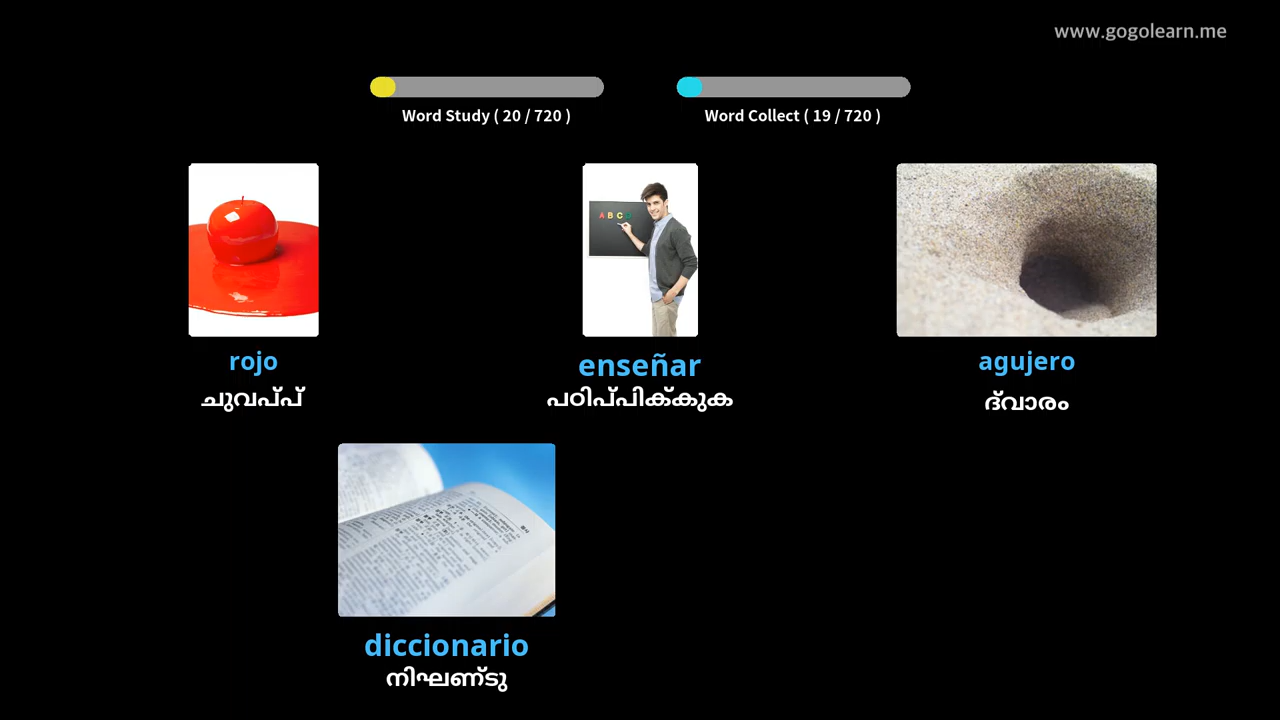 www.gogolearn.me
Word Study ( 20 / 720 )
Word Collect ( 19 / 720 )
A B C D
rojo
enseñar
agujero
ചുവപ്പ്
പഠിപ്പിക്കുക
ദ്വാരം
diccionario
നിഘണ്ടു